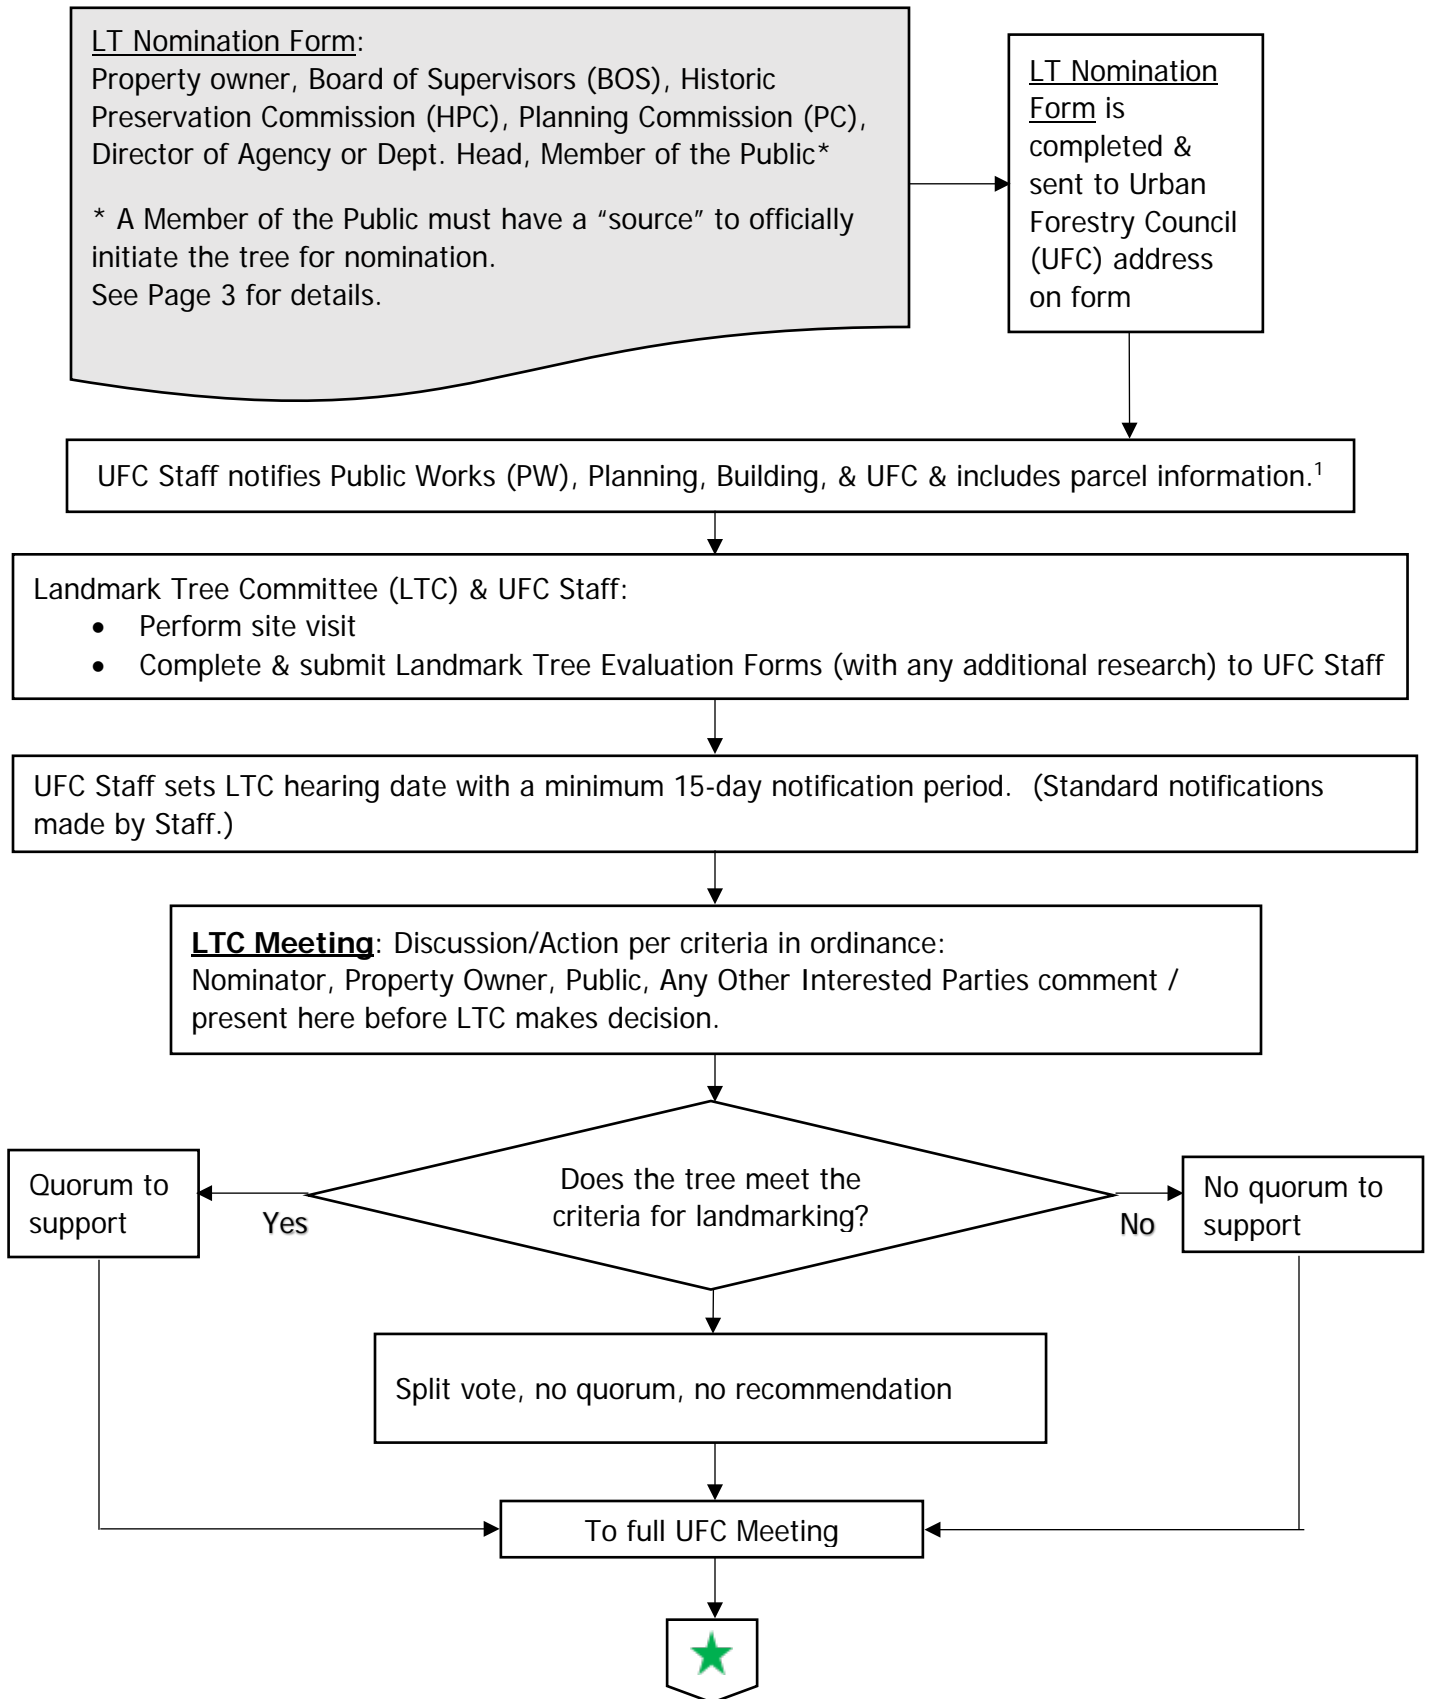 LT Nomination Form:
Property owner, Board of Supervisors (BOS), Historic
Preservation Commission (HPC), Planning Commission (PC),
Director of Agency or Dept. Head, Member of the Public*
* A Member of the Public must have a “source” to officially
initiate the tree for nomination.
See Page 3 for details.
LT Nomination
Form is
completed &
sent to Urban
Forestry Council
(UFC) address
on form
UFC Staff notifies Public Works (PW), Planning, Building, & UFC & includes parcel information.1
Landmark Tree Committee (LTC) & UFC Staff:
• Perform site visit
• Complete & submit Landmark Tree Evaluation Forms (with any additional research) to UFC Staff
UFC Staff sets LTC hearing date with a minimum 15-day notification period. (Standard notifications
made by Staff.)
LTC Meeting: Discussion/Action per criteria in ordinance:
Nominator, Property Owner, Public, Any Other Interested Parties comment /
present here before LTC makes decision.
Does the tree meet the
criteria for landmarking?
Quorum to
support
Yes
No
No quorum to
support
Split vote, no quorum, no recommendation
To full UFC Meeting